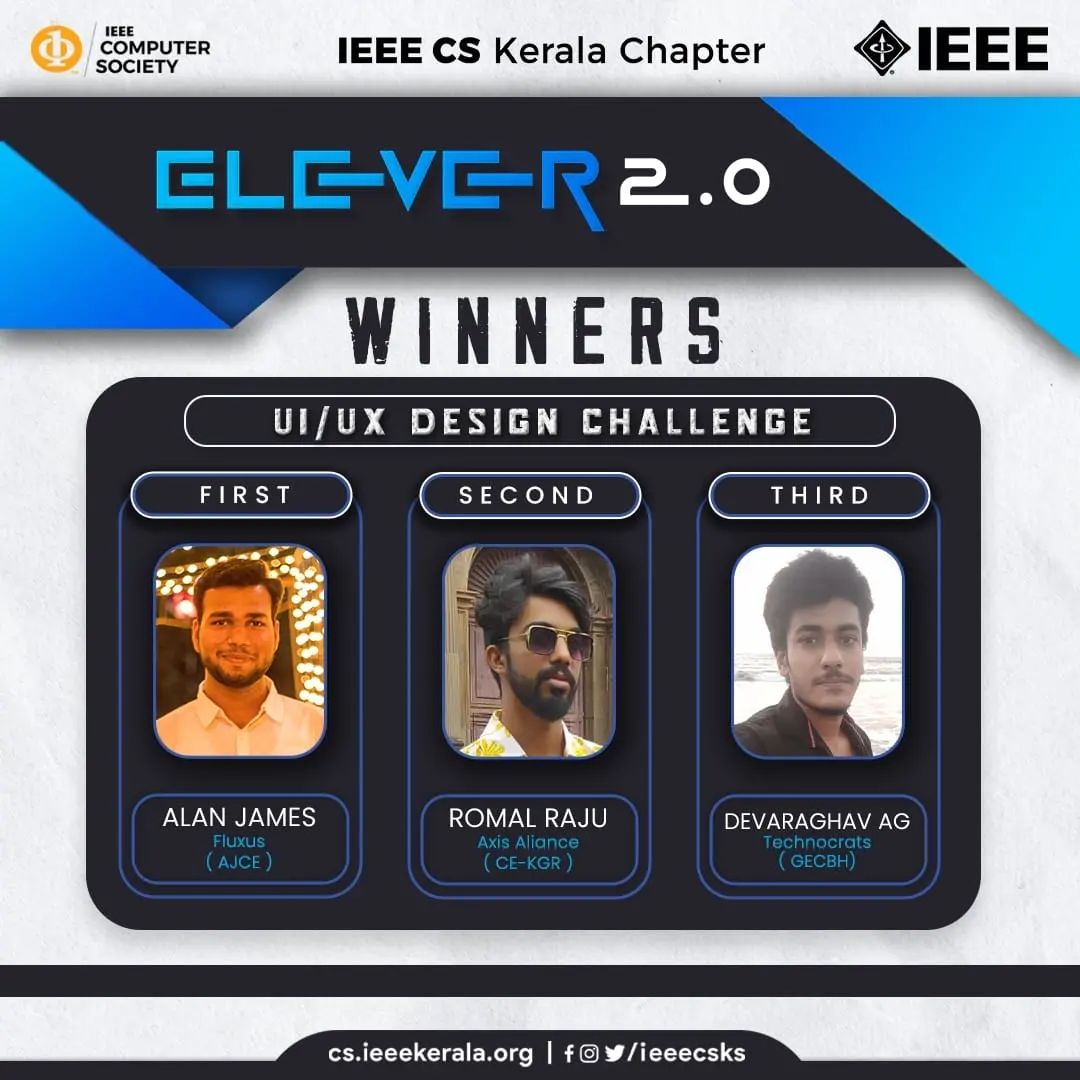 IEEE
COMPUTER
SOCIETY
IEEE CS Kerala Chapter
IEEE
ELEVER 2.0
WINNERS
UI/UX DESIGN CHALLENGE
FIRST
SECOND
THIRD
ALAN JAMES
Fluxus
( AJCE )
ROMAL RAJU
Axis Aliance
( CE-KGR )
DEVARAGHAV AG
Technocrats
( GECBH)
cs.ieeekerala.org | /ieeecsks